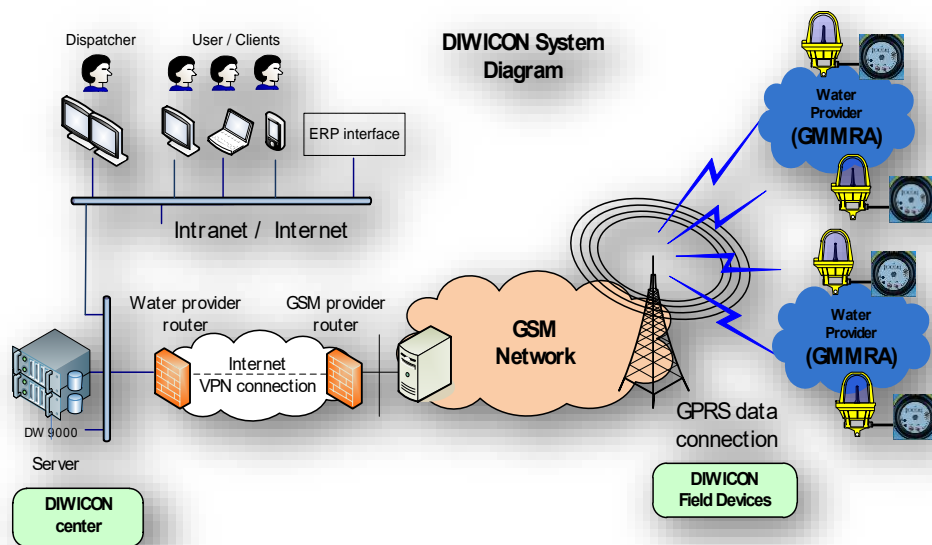 DIWICON System
Diagram
Dispatcher
User / Clients
ERP interface
Intranet / Internet
Water
Provider
(GMMRA)
Water
Provider
(GMMRA)
Water provider
router
GSM provider
router
Internet
VPN connection
GSM
Network
DW 9000
Server
DIWICON
center
GPRS data
connection
DIWICON
Field Devices